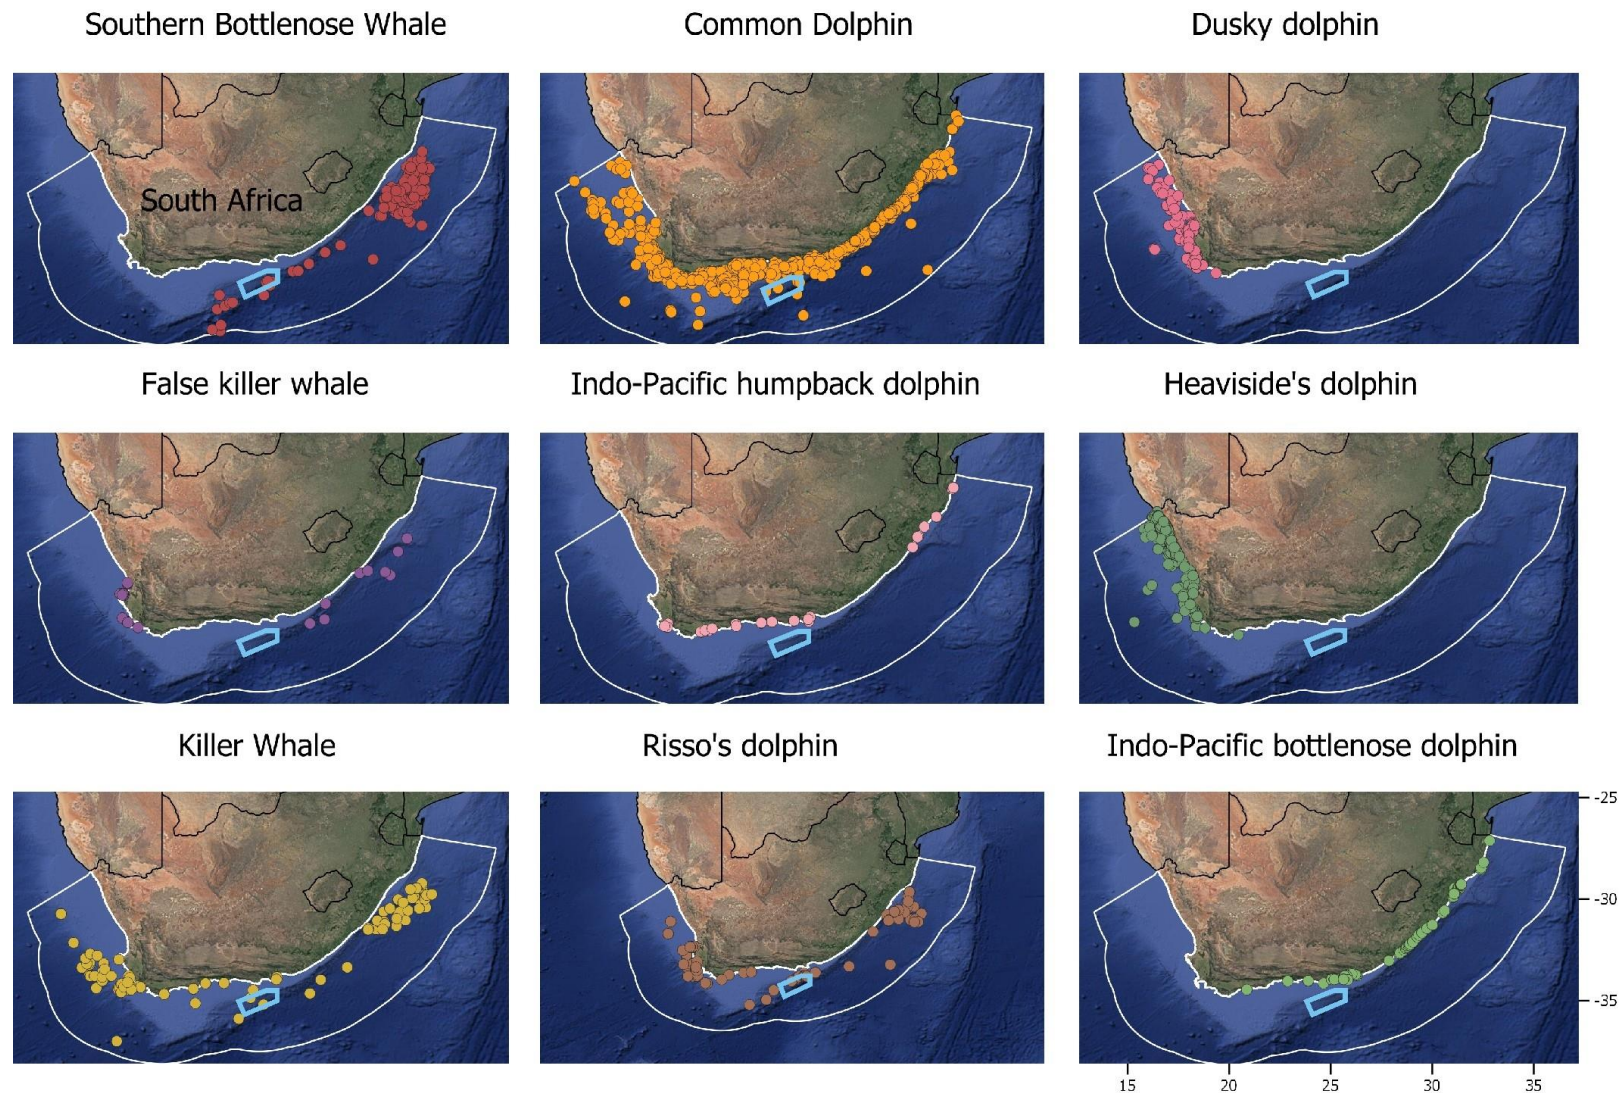 Southern Bottlenose Whale
Common Dolphin
Dusky dolphin
South Africa
False killer whale
Indo-Pacific humpback dolphin
Heaviside's dolphin
Killer Whale
Risso's dolphin
Indo-Pacific bottlenose dolphin
-25
-30
-35
15 20 25 30 35